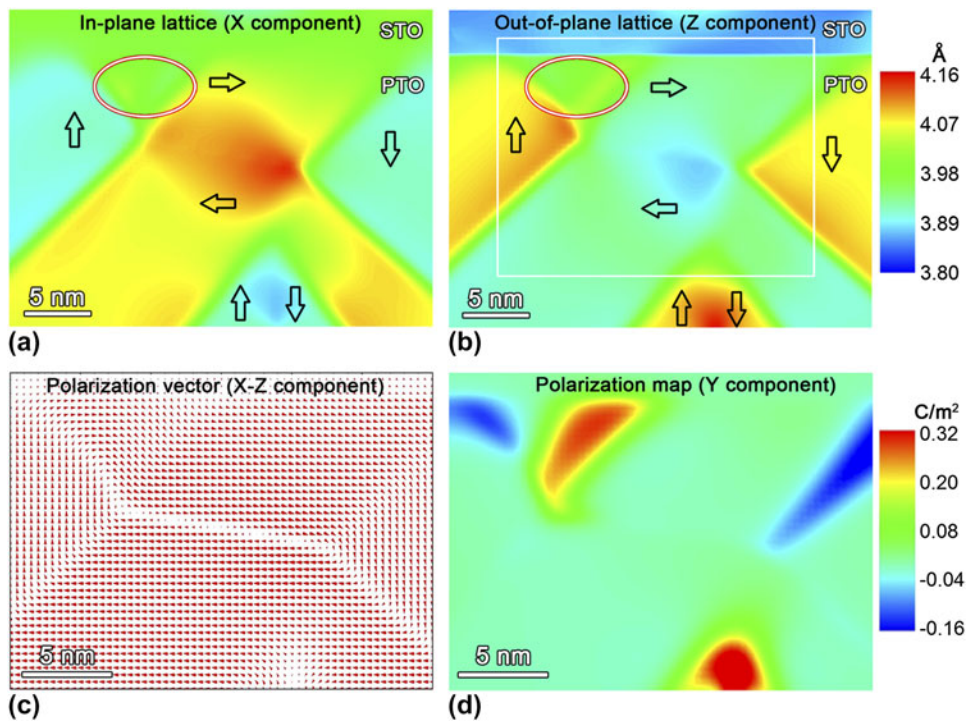 In-plane lattice (X component)
STO
PTO
5 nm
(a)
Out-of-plane lattice (Z component)
STO
PTO
5 nm
(b)
Å
4.16
4.07
3.98
3.89
3.80
Polarization vector (X-Z component)
5 nm
(c)
Polarization map (Y component)
5 nm
(d)
C/m²
0.32
0.20
0.08
-0.04
-0.16